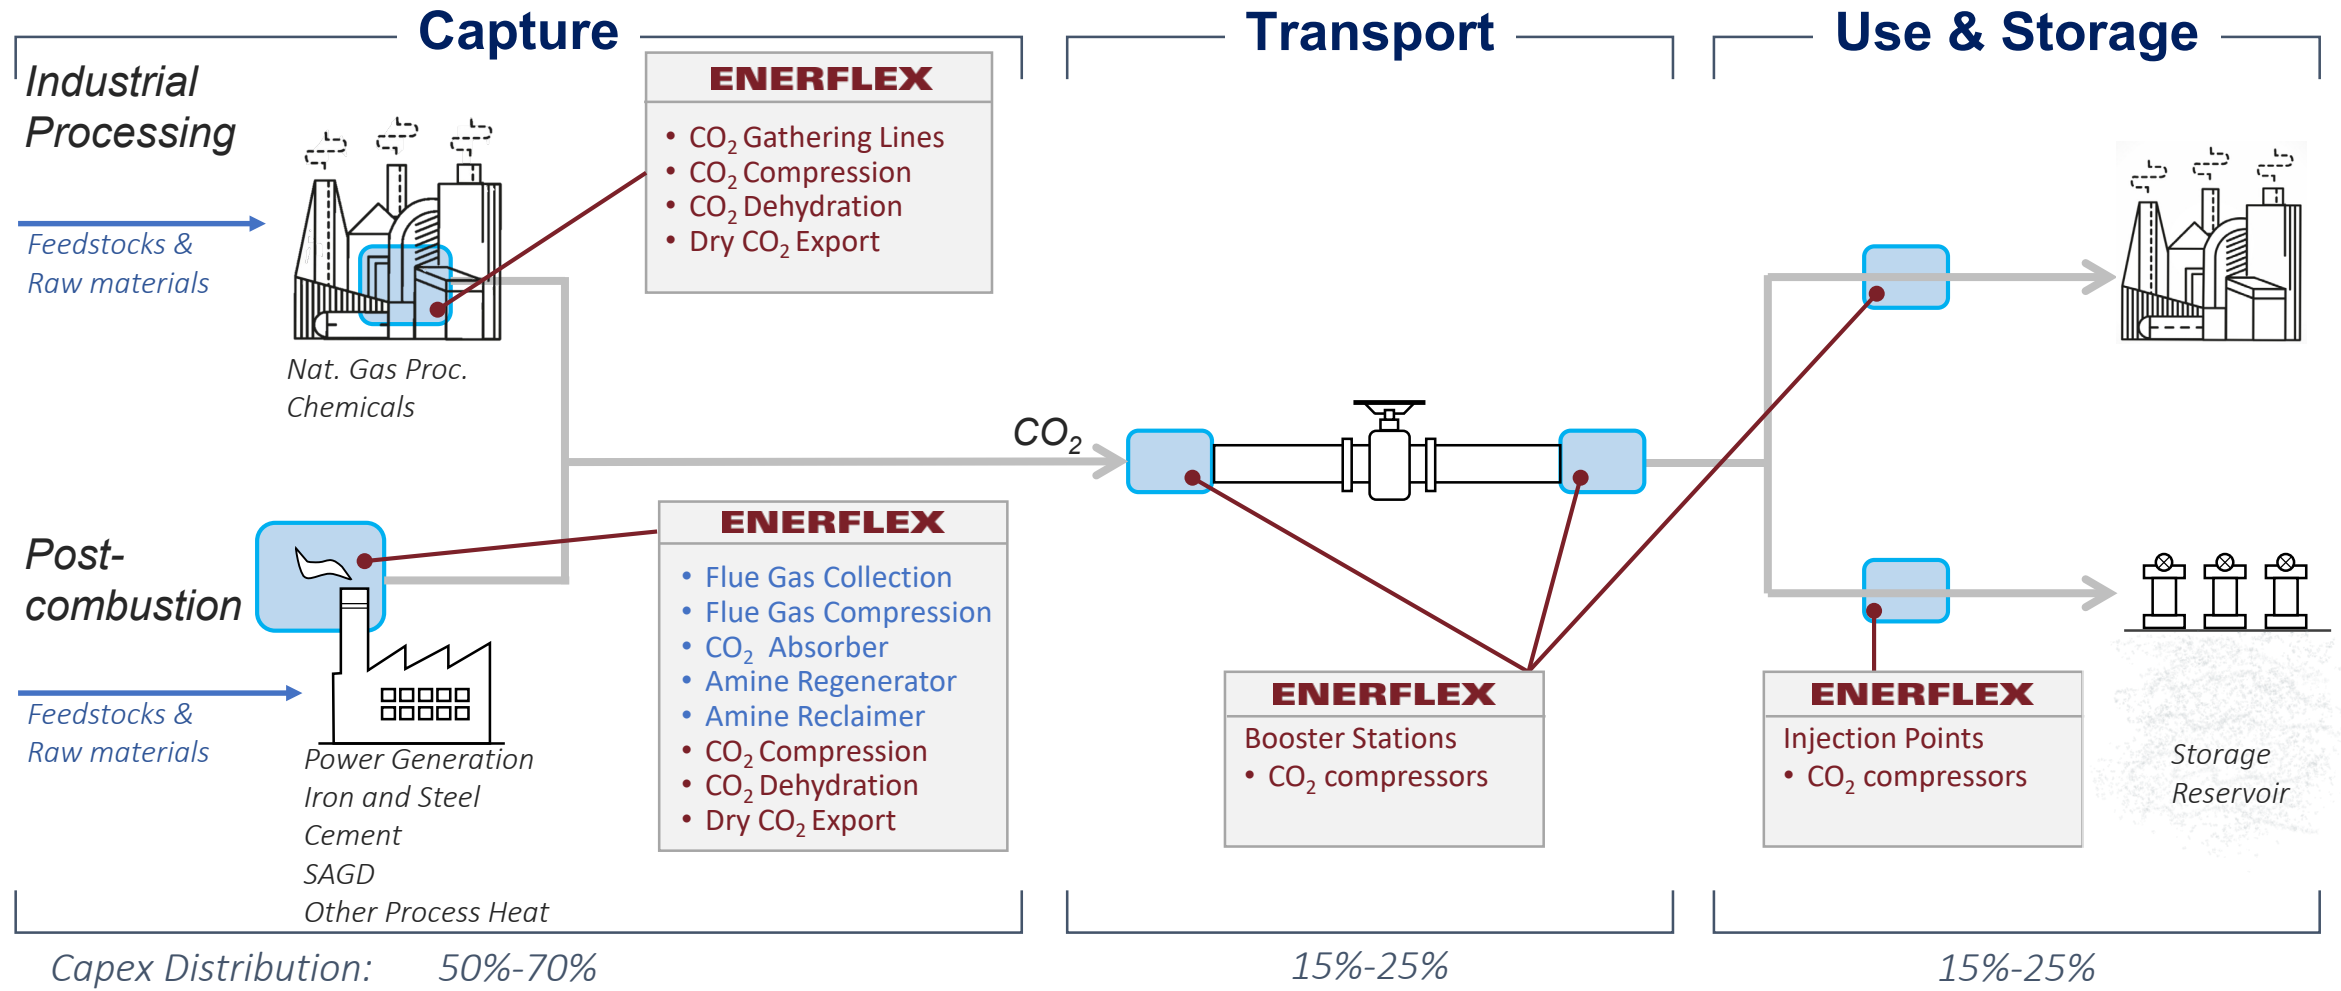 Capture
Transport
Use & Storage
Industrial
Processing
Feedstocks &
Raw materials
Nat. Gas Proc.
Chemicals
ENERFLEX
• CO2 Gathering Lines
• CO2 Compression
• CO2 Dehydration
• Dry CO2 Export
CO2
Post-
combustion
Feedstocks &
Raw materials
Power Generation
Iron and Steel
Cement
SAGD
Other Process Heat
ENERFLEX
• Flue Gas Collection
• Flue Gas Compression
• CO2 Absorber
• Amine Regenerator
• Amine Reclaimer
• CO2 Compression
• CO2 Dehydration
• Dry CO2 Export
ENERFLEX
Booster Stations
• CO2 compressors
ENERFLEX
Injection Points
• CO2 compressors
Storage
Reservoir
Capex Distribution: 50%-70%
15%-25%
15%-25%